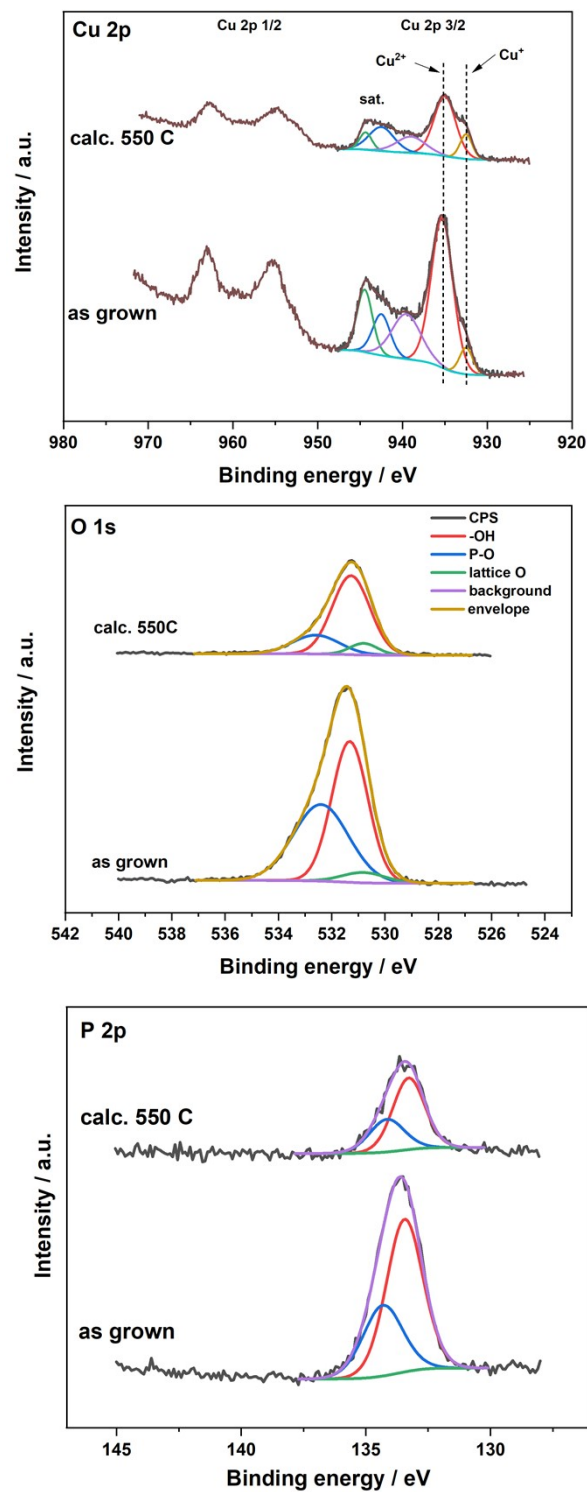 Cu 2p
Cu 2p 1/2
Cu 2p 3/2
Cu2+
Cu+
sat.
calc. 550 C
as grown
Intensity / a.u.
980 970 960 950 940 930 920
Binding energy / eV
O 1s
CPS
-OH
P-O
lattice O
background
envelope
calc. 550C
as grown
Intensity / a.u.
542 540 538 536 534 532 530 528 526 524
Binding energy / eV
P 2p
calc. 550 C
as grown
Intensity / a.u.
145 140 135 130
Binding energy / eV